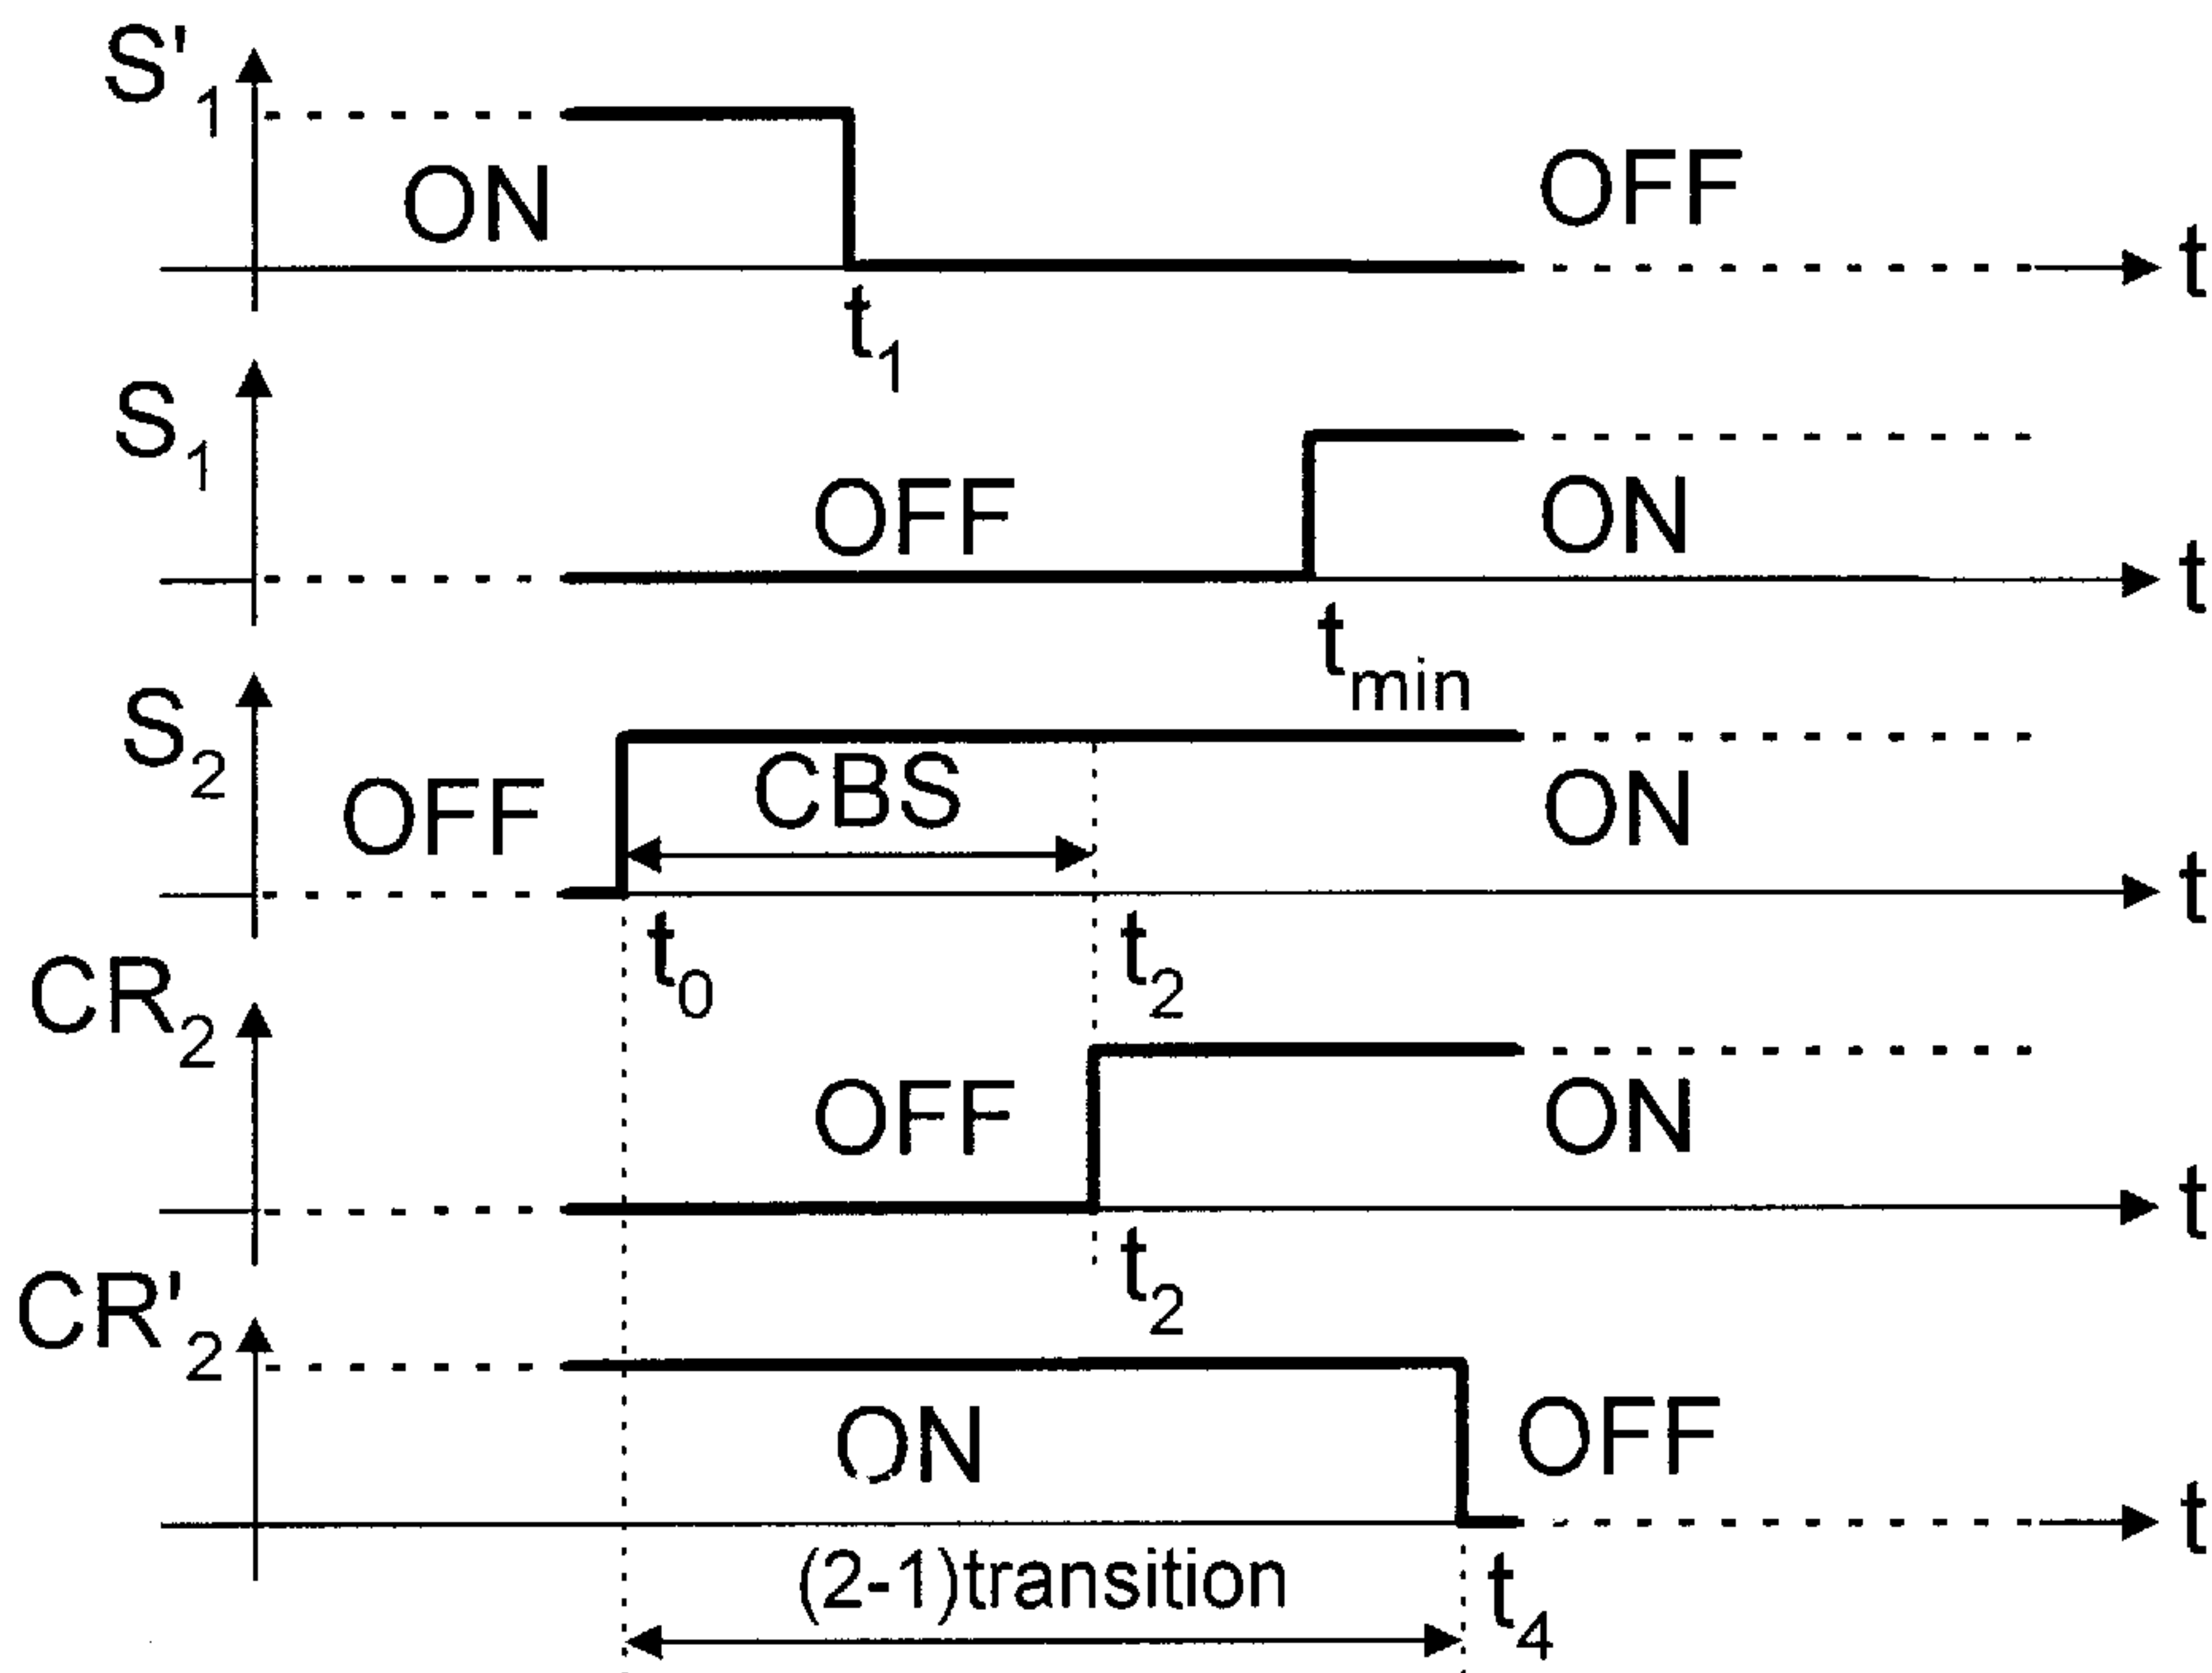 S'1
ON
OFF
t
t1
S1
OFF
ON
t
tmin
S2
OFF
CBS
ON
t
t0
t2
CR2
OFF
ON
t
t2
CR'2
ON
OFF
t
(2-1)transition
t4